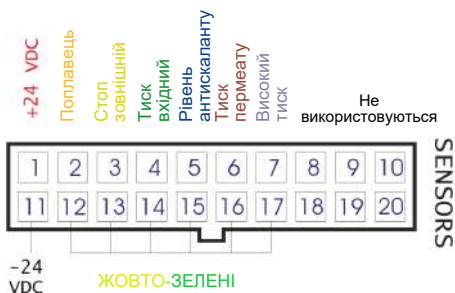 +24 VDC
Поплавець
Стоп
зовнішній
Тиск
вхідний
Рівень
антискаланту
Тиск
пермеату
Високий
тиск
Не
використовуються
1 2 3 4 5 6 7 8 9 10
11 12 13 14 15 16 17 18 19 20
SENSORS
−24
VDC
ЖОВТО-ЗЕЛЕНІ